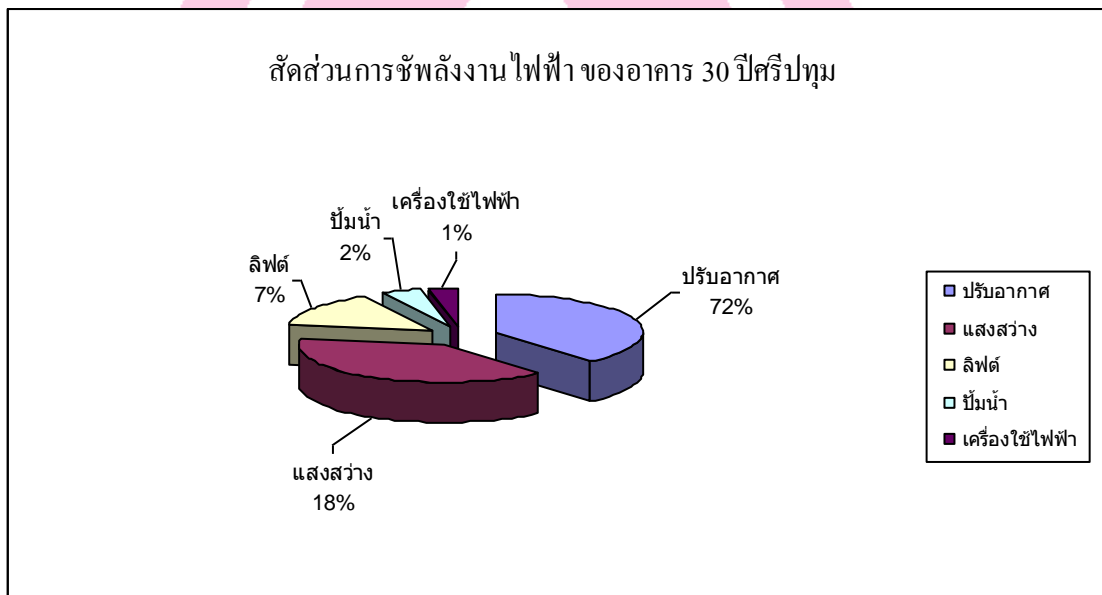 สัดส่วนการชัพลังงานไฟฟ้า ของอาคาร 30 ปีศรีปทุม
เครื่องใช้ไฟฟ้า
1%
ปั้มน้ำ
2%
ลิฟต์
7%
ปรับอากาศ
72%
แสงสว่าง
18%
ปรับอากาศ
แสงสว่าง
ลิฟต์
ปั้มน้ำ
เครื่องใช้ไฟฟ้า